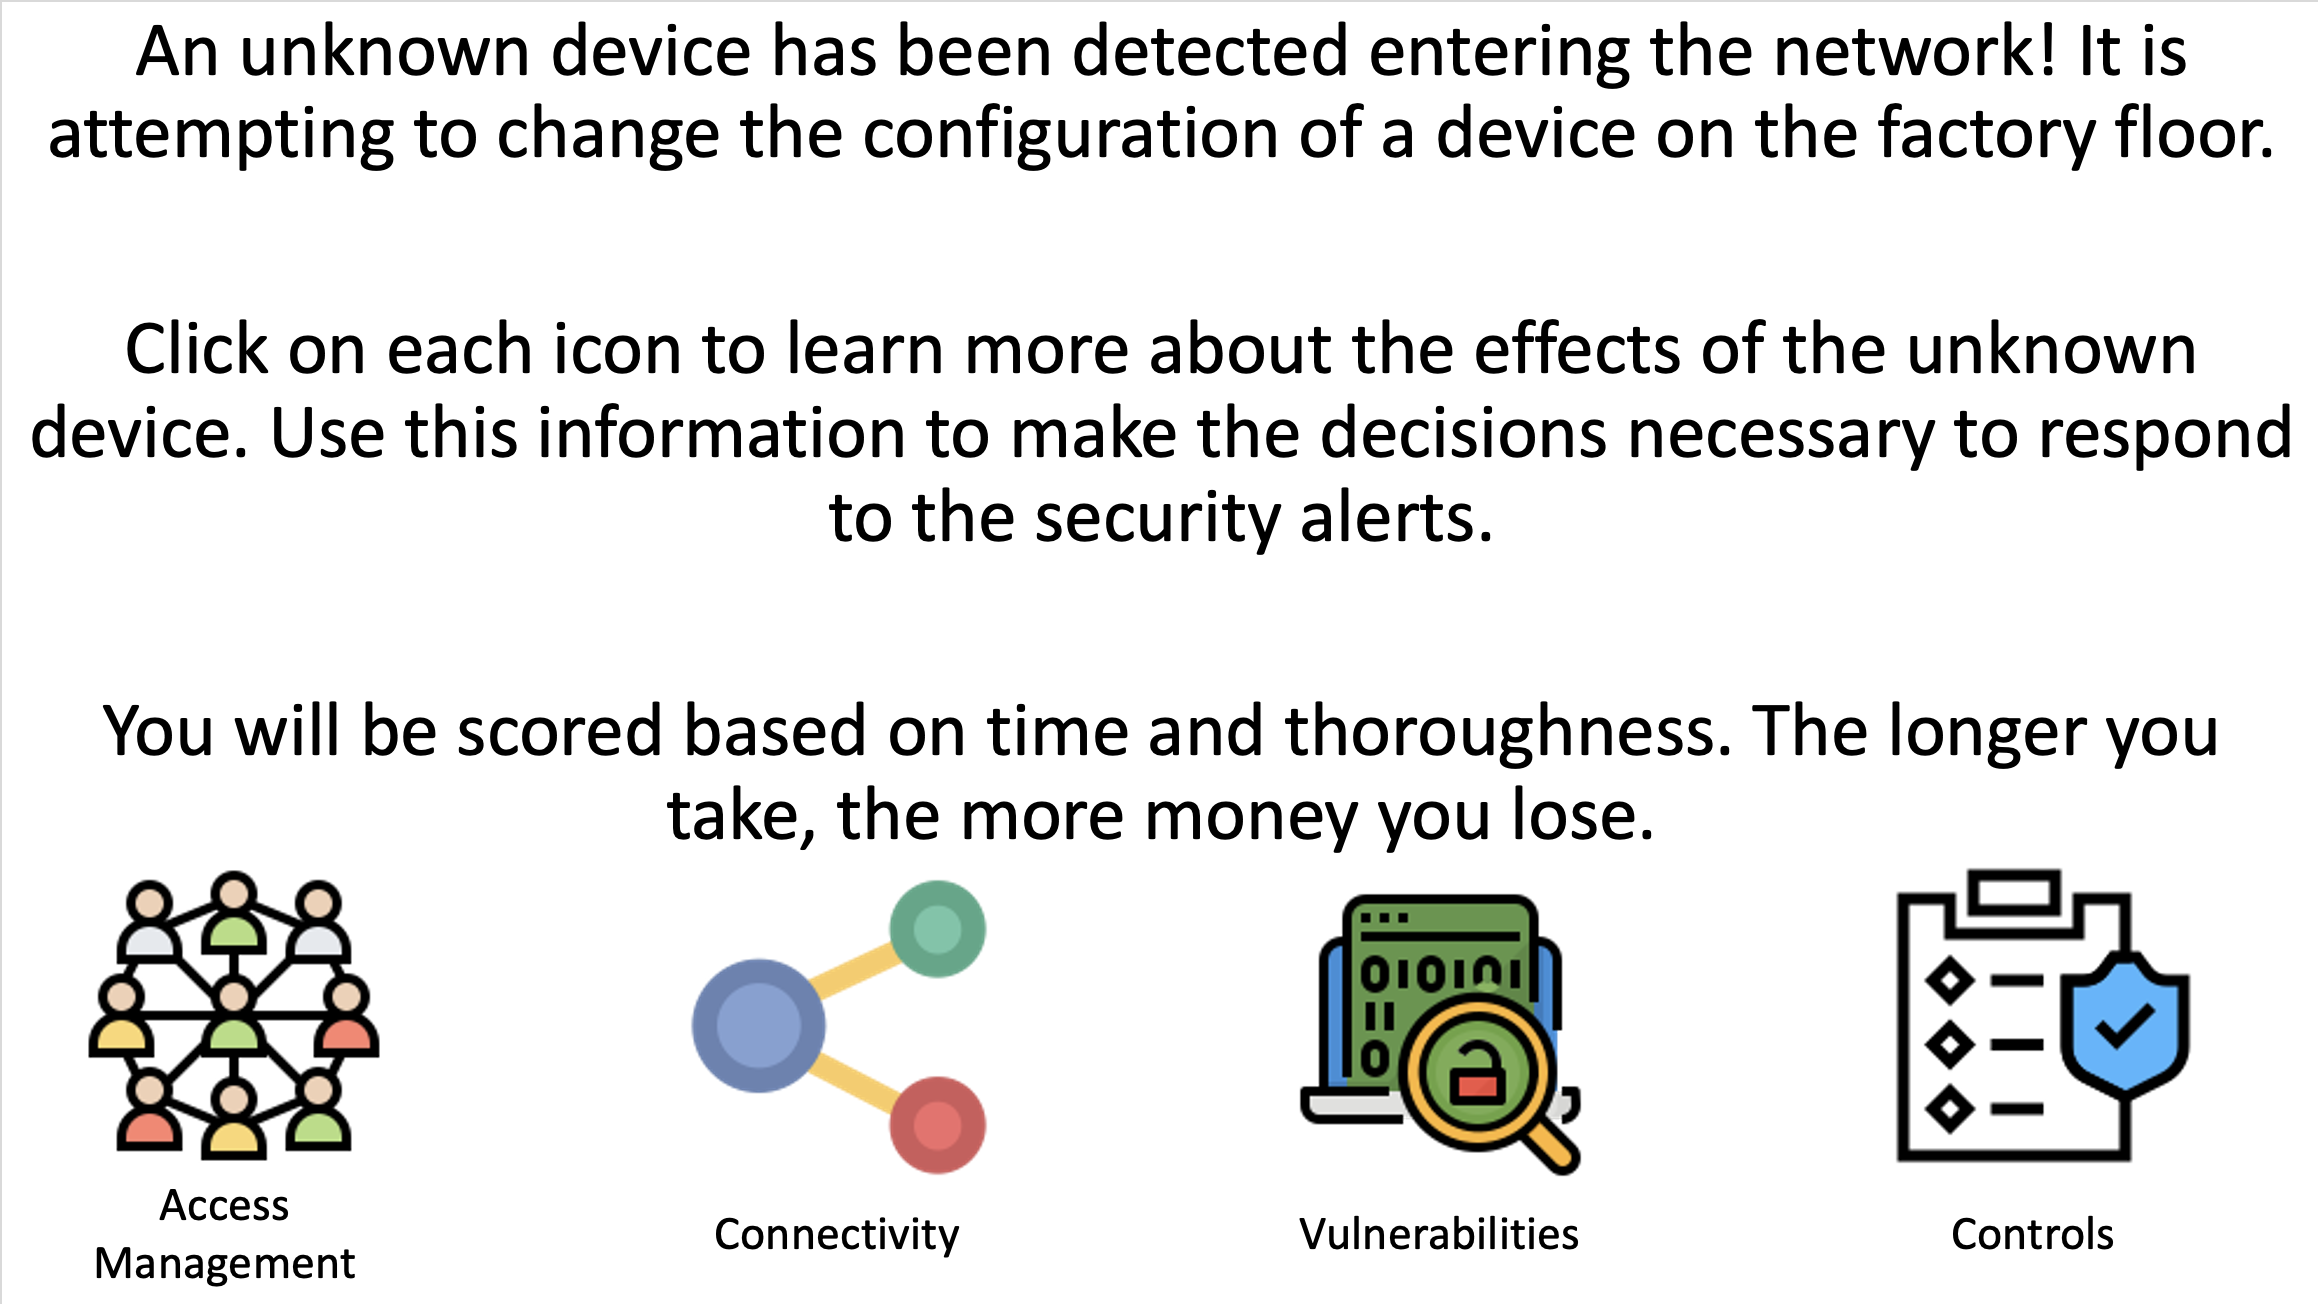 An unknown device has been detected entering the network! It is
attempting to change the configuration of a device on the factory floor.
Click on each icon to learn more about the effects of the unknown
device. Use this information to make the decisions necessary to respond
to the security alerts.
You will be scored based on time and thoroughness. The longer you
take, the more money you lose.
010101
11
0
Access
Management
Connectivity
Vulnerabilities
Controls